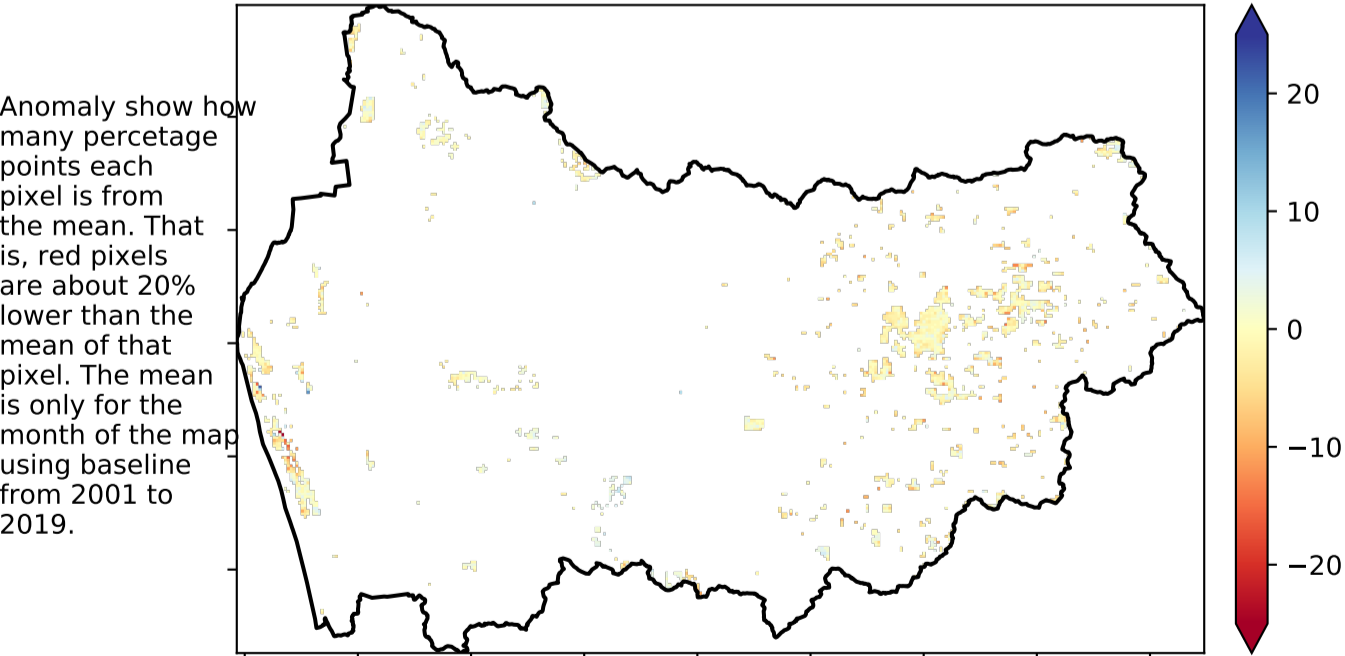 Anomaly show how
many percetage
points each
pixel is from
the mean. That
is, red pixels
are about 20%
lower than the
mean of that
pixel. The mean
is only for the
month of the map
using baseline
from 2001 to
2019.
20
10
0
−10
−20